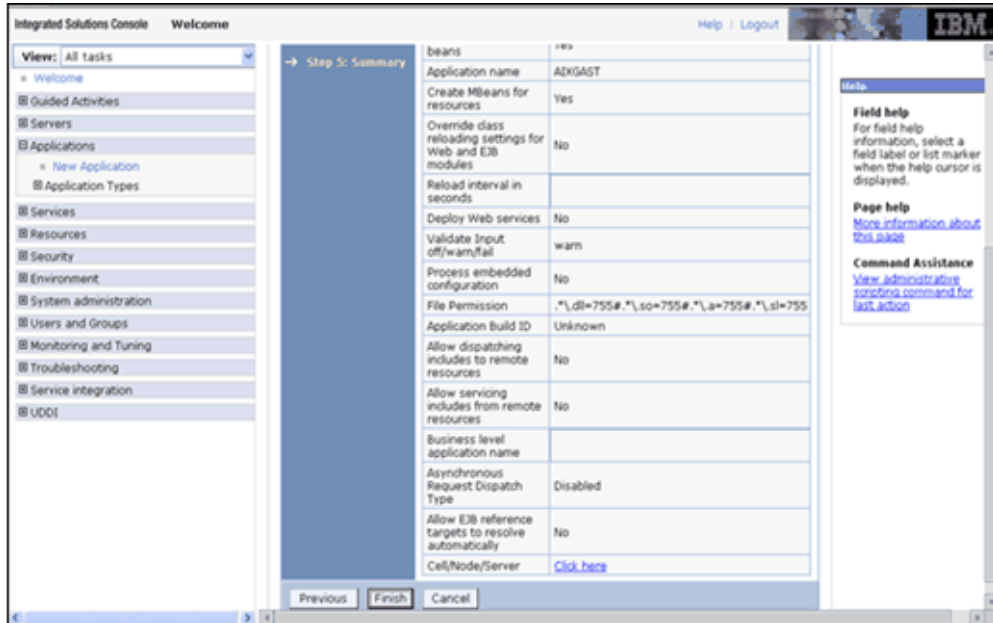 Integrated Solutions Console Welcome Help | Logout IBM
View: All tasks
Welcome
Guided Activities
Servers
Applications
New Application
Application Types
Services
Resources
Security
Environment
System administration
Users and Groups
Monitoring and Tuning
Troubleshooting
Service integration
UDDI
Step 5: Summary
beans Yes
Application name AIXGAST
Create MBeans for
resources
Yes
Override class
reloading settings for
Web and EJB
modules
No
Reload interval in
seconds
Deploy Web services No
Validate Input
off/warn/fail
warn
Process embedded
configuration
No
File Permission .*\.dll=755#.*\.so=755#.*\.a=755#.*\.sl=755
Application Build ID Unknown
Allow dispatching
includes to remote
resources
No
Allow servicing
includes from remote
resources
No
Business level
application name
Asynchronous
Request Dispatch
Type
Disabled
Allow EJB reference
targets to resolve
automatically
No
Cell/Node/Server Click here
Previous Finish Cancel
Help
Field help
For field help
information, select a
field label or list marker
when the help cursor is
displayed.
Page help
More information about
this page
Command Assistance
View administrative
scripting command for
last action